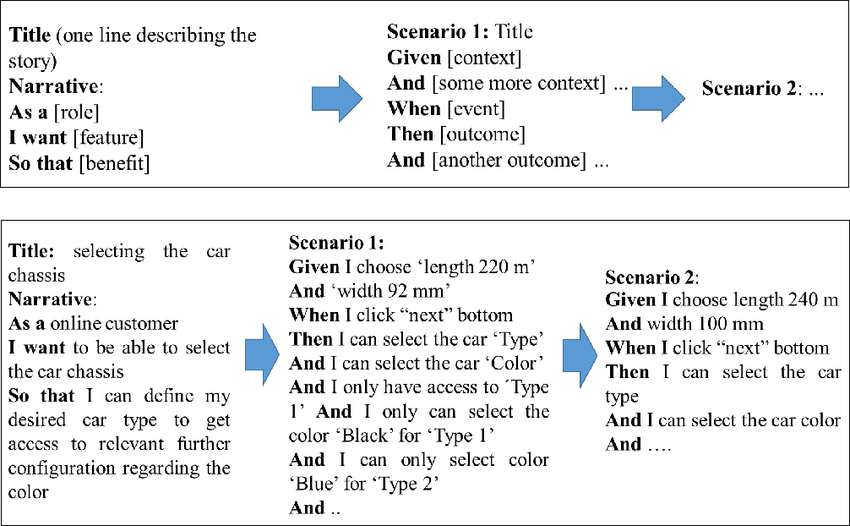 Title (one line describing the
story)
Narrative:
As a [role]
I want [feature]
So that [benefit]
Scenario 1: Title
Given [context]
And [some more context] ...
When [event]
Then [outcome]
And [another outcome] ...
Scenario 2: ...
Title: selecting the car
chassis
Narrative:
As a online customer
I want to be able to select
the car chassis
So that I can define my
desired car type to get
access to relevant further
configuration regarding the
color
Scenario 1:
Given I choose ‘length 220 m’
And ‘width 92 mm’
When I click “next” bottom
Then I can select the car ‘Type’
And I can select the car ‘Color’
And I only have access to ´Type
1’ And I only can select the
color ‘Black’ for ‘Type 1’
And I can only select color
‘Blue’ for ‘Type 2’
And ..
Scenario 2:
Given I choose length 240 m
And width 100 mm
When I click “next” bottom
Then I can select the car
type
And I can select the car color
And ….